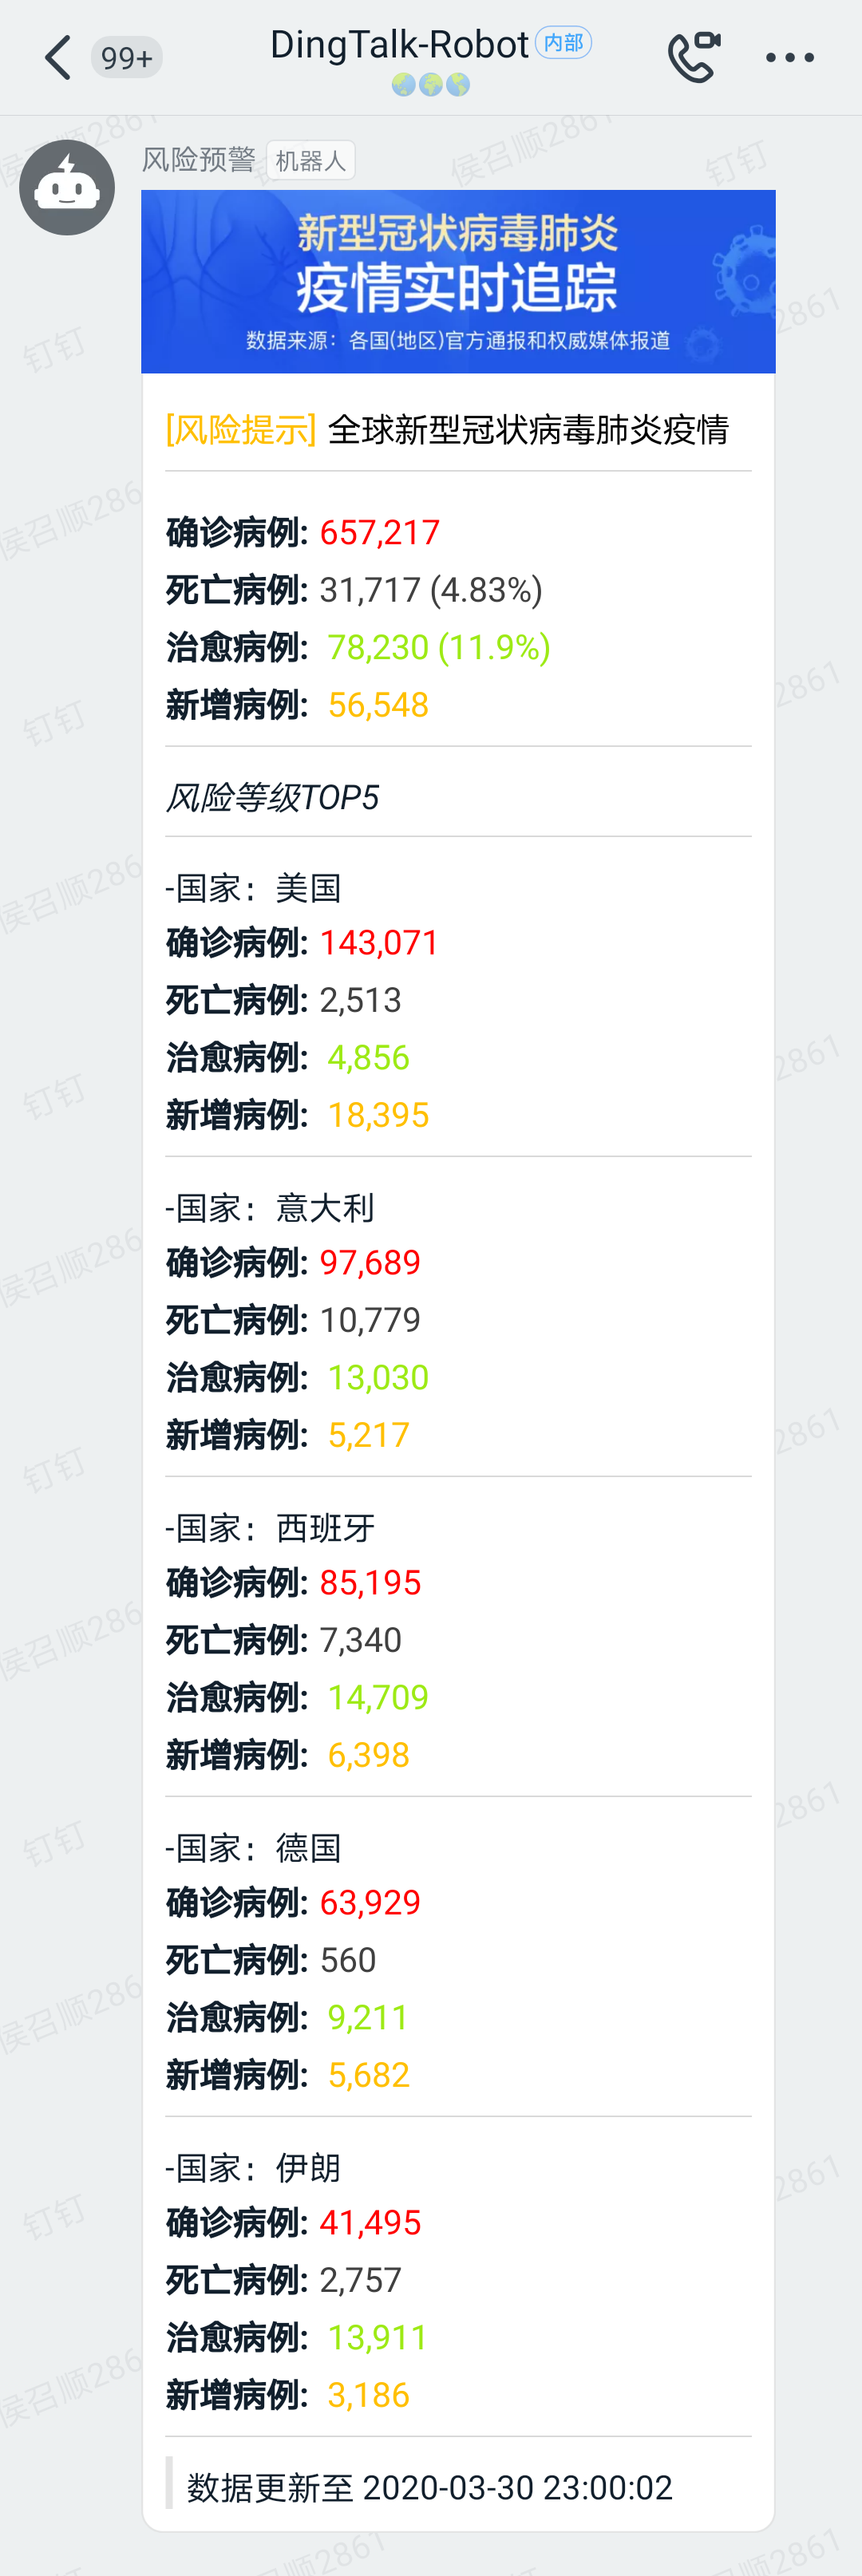 99+
DingTalk-Robot 内部
风险预警 机器人
新型冠状病毒肺炎
疫情实时追踪
数据来源：各国(地区)官方通报和权威媒体报道
[风险提示] 全球新型冠状病毒肺炎疫情
确诊病例: 657,217
死亡病例: 31,717 (4.83%)
治愈病例: 78,230 (11.9%)
新增病例: 56,548
风险等级TOP5
-国家：美国
确诊病例: 143,071
死亡病例: 2,513
治愈病例: 4,856
新增病例: 18,395
-国家：意大利
确诊病例: 97,689
死亡病例: 10,779
治愈病例: 13,030
新增病例: 5,217
-国家：西班牙
确诊病例: 85,195
死亡病例: 7,340
治愈病例: 14,709
新增病例: 6,398
-国家：德国
确诊病例: 63,929
死亡病例: 560
治愈病例: 9,211
新增病例: 5,682
-国家：伊朗
确诊病例: 41,495
死亡病例: 2,757
治愈病例: 13,911
新增病例: 3,186
数据更新至 2020-03-30 23:00:02
侯召顺2861
钉钉